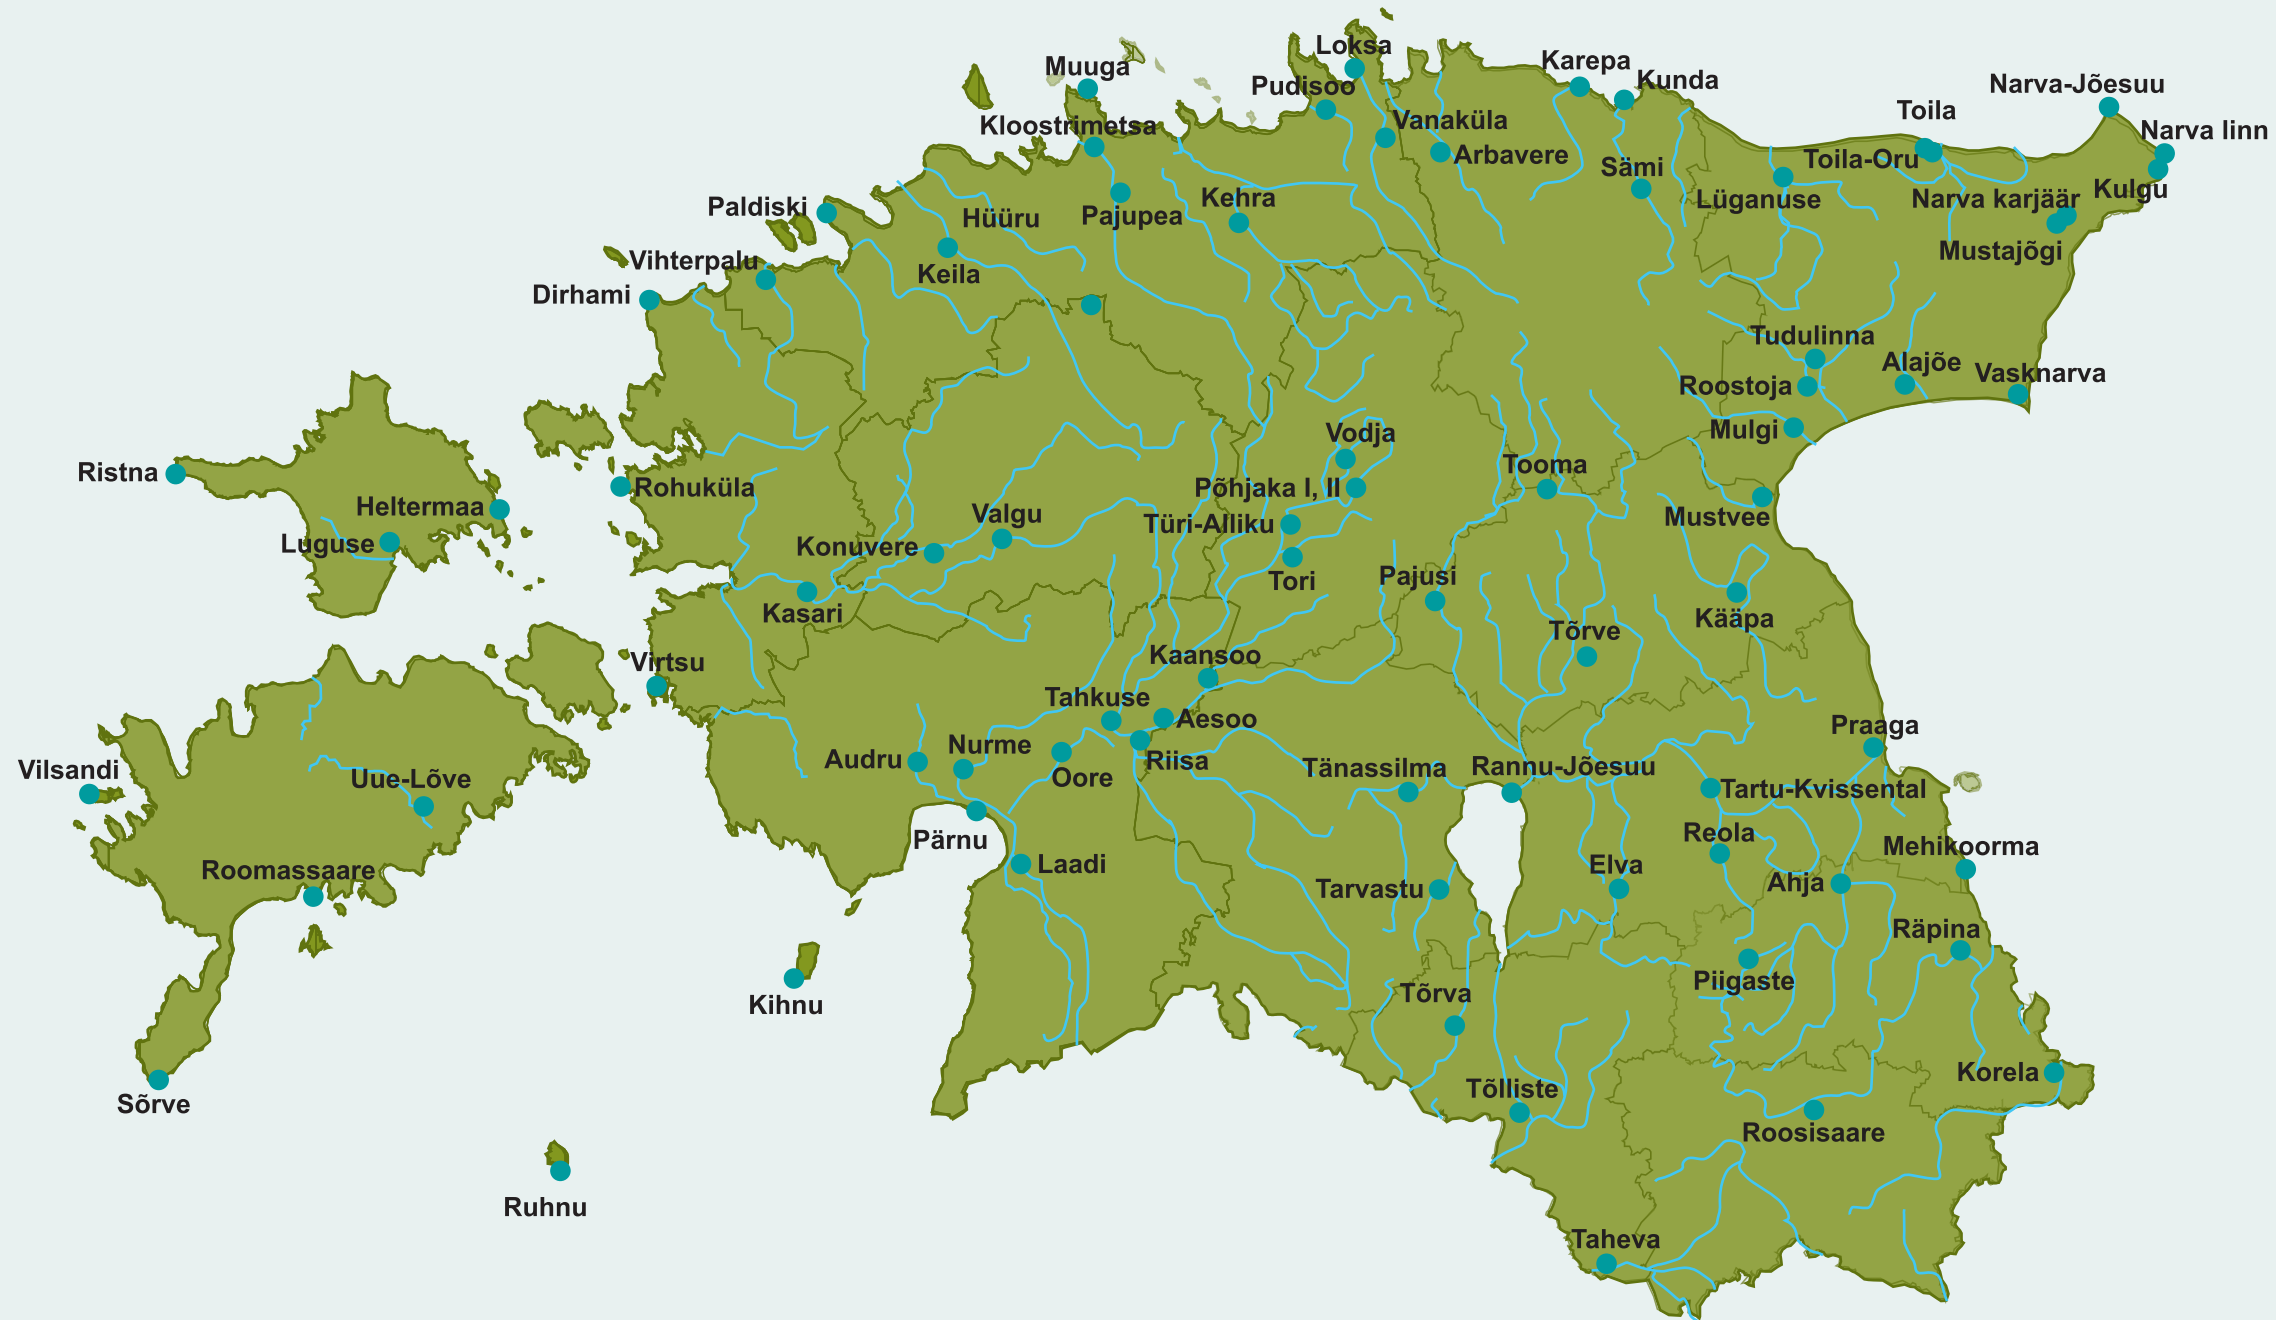 Loksa
Karepa
Muuga
Kunda
Pudisoo
Narva-Jõesuu
Toila
Vanaküla
Kloostrimetsa
Narva linn
Arbavere
Toila-Oru
Sämi
Kulgu
Kehra
Lüganuse
Narva karjäär
Paldiski
Hüüru
Pajupea
Mustajõgi
Vihterpalu
Keila
Dirhami
Tudulinna
Alajõe
Vasknarva
Roostoja
Mulgi
Vodja
Tooma
Ristna
Rohuküla
Põhjaka I, II
Heltermaa
Valgu
Mustvee
Türi-Alliku
Luguse
Konuvere
Tori
Pajusi
Kasari
Kääpa
Tõrve
Kaansoo
Virtsu
Tahkuse
Aesoo
Praaga
Nurme
Audru
Riisa
Tänassilma
Rannu-Jõesuu
Vilsandi
Uue-Lõve
Oore
Tartu-Kvissental
Reola
Pärnu
Mehikoorma
Laadi
Elva
Roomassaare
Ahja
Tarvastu
Räpina
Piigaste
Tõrva
Kihnu
Korela
Tõlliste
Sõrve
Roosisaare
Ruhnu
Taheva